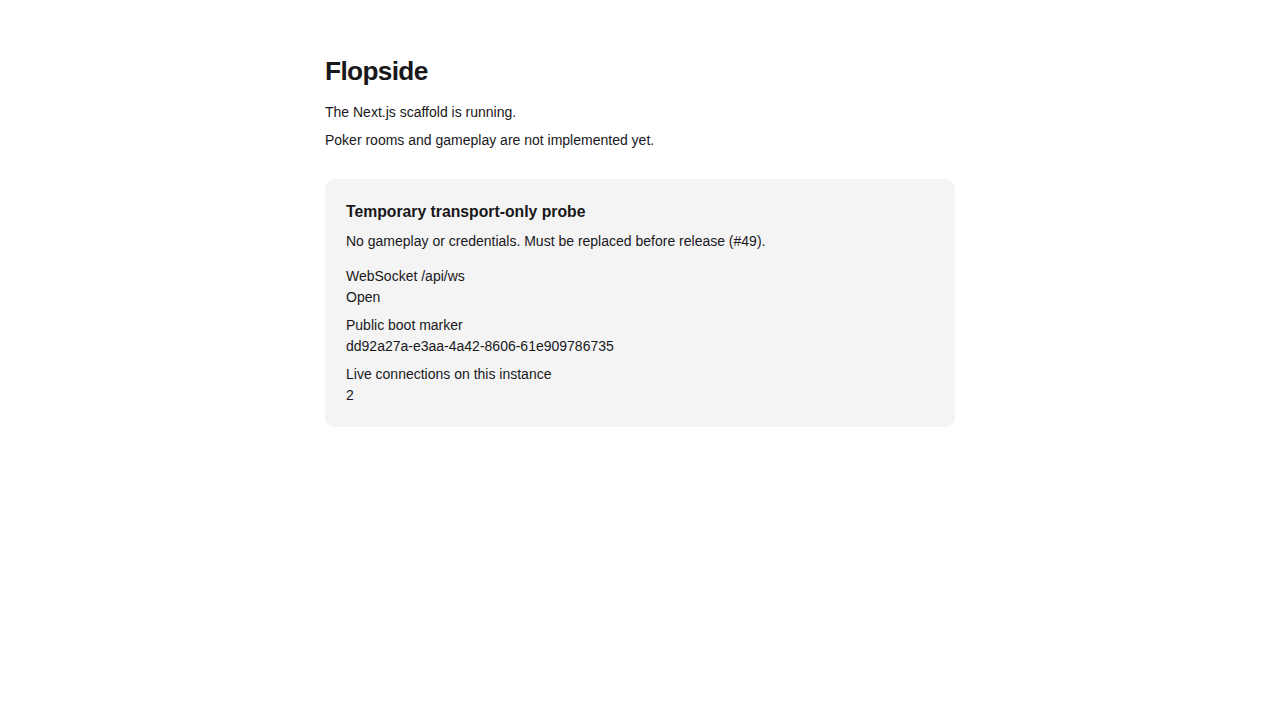 Flopside
The Next.js scaffold is running.
Poker rooms and gameplay are not implemented yet.
Temporary transport-only probe
No gameplay or credentials. Must be replaced before release (#49).
WebSocket /api/ws
Open
Public boot marker
dd92a27a-e3aa-4a42-8606-61e909786735
Live connections on this instance
2